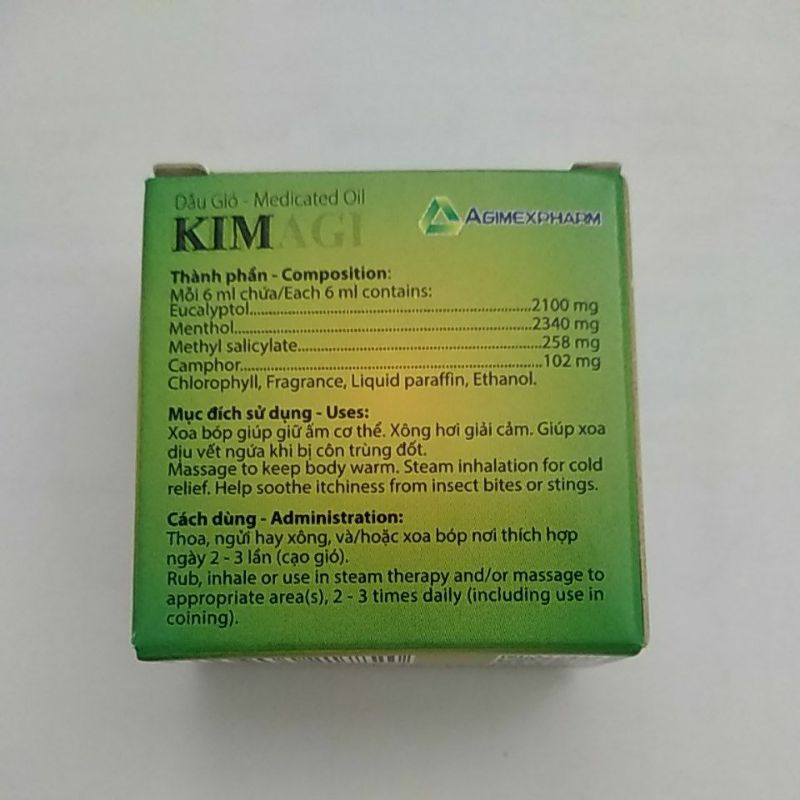 Dầu Gió - Medicated Oil
KIMAGI
AGIMEXPHARM
Thành phần - Composition:
Mỗi 6 ml chứa/Each 6 ml contains:
Eucalyptol..........................................................2100 mg
Menthol..............................................................2340 mg
Methyl salicylate..................................................258 mg
Camphor...............................................................102 mg
Chlorophyll, Fragrance, Liquid paraffin, Ethanol.
Mục đích sử dụng - Uses:
Xoa bóp giúp giữ ấm cơ thể. Xông hơi giải cảm. Giúp xoa
dịu vết ngứa khi bị côn trùng đốt.
Massage to keep body warm. Steam inhalation for cold
relief. Help soothe itchiness from insect bites or stings.
Cách dùng - Administration:
Thoa, ngửi hay xông, và/hoặc xoa bóp nơi thích hợp
ngày 2 - 3 lần (cạo gió).
Rub, inhale or use in steam therapy and/or massage to
appropriate area(s), 2 - 3 times daily (including use in
coining).